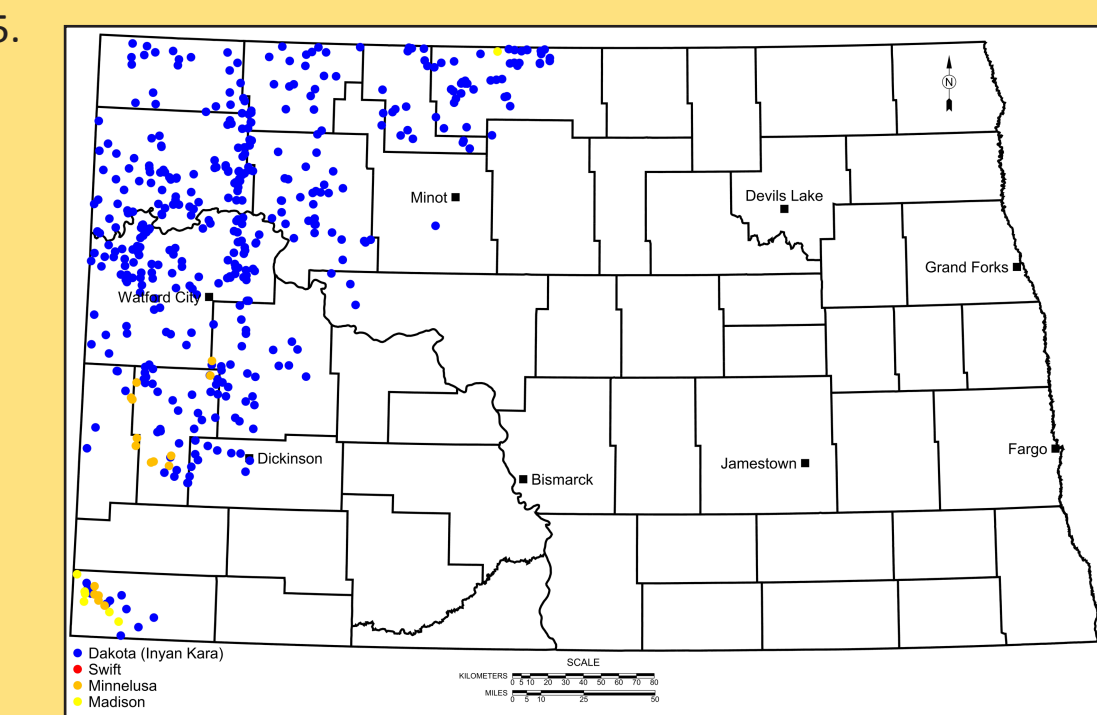 5.
N
Minot
Devils Lake
Grand Forks
Watford City
Dickinson
Bismarck
Jamestown
Fargo
Dakota (Inyan Kara)
Swift
Minnelusa
Madison
SCALE
KILOMETERS
0 5 10 20 30 40 50 60 70 80
MILES
0 5 10 25 50